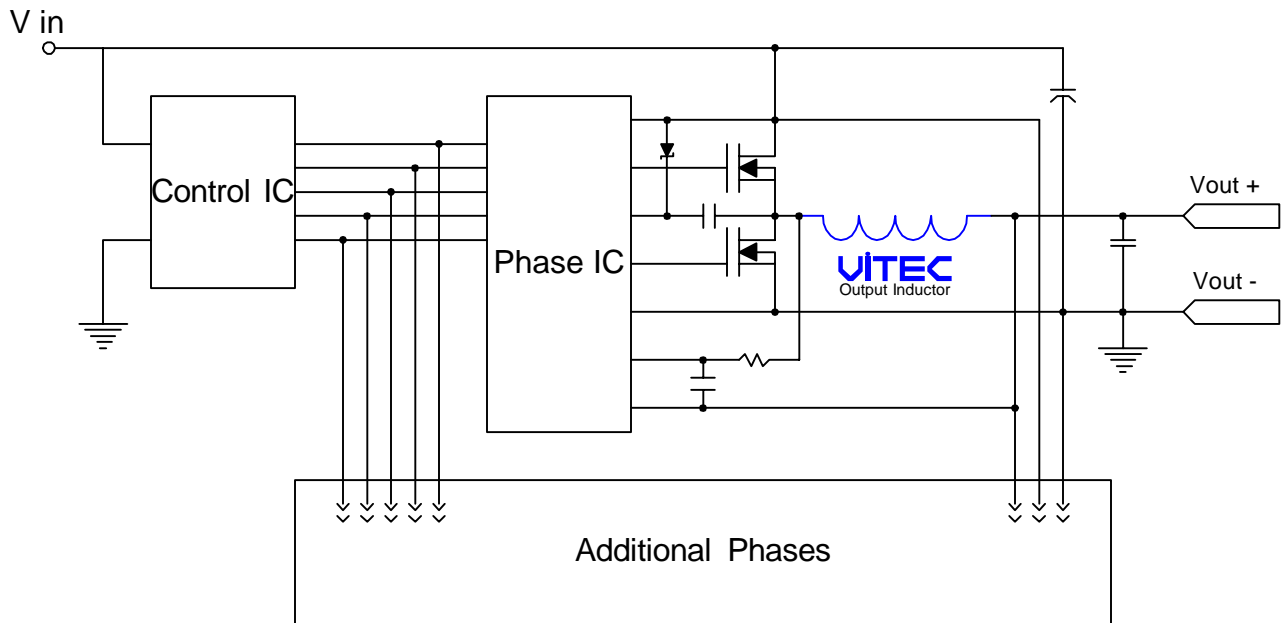 V in
Control IC
Phase IC
Vout +
ViTEC
Output Inductor
Vout -
Additional Phases